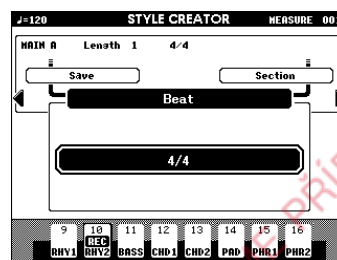 ♩=120 STYLE CREATOR MEASURE 00
MAIN A Length 1 4/4
Save Section
Beat
4/4
9 10 11 12 13 14 15 16
REC
RHY1 RHY2 BASS CHD1 CHD2 PAD PHR1 PHR2